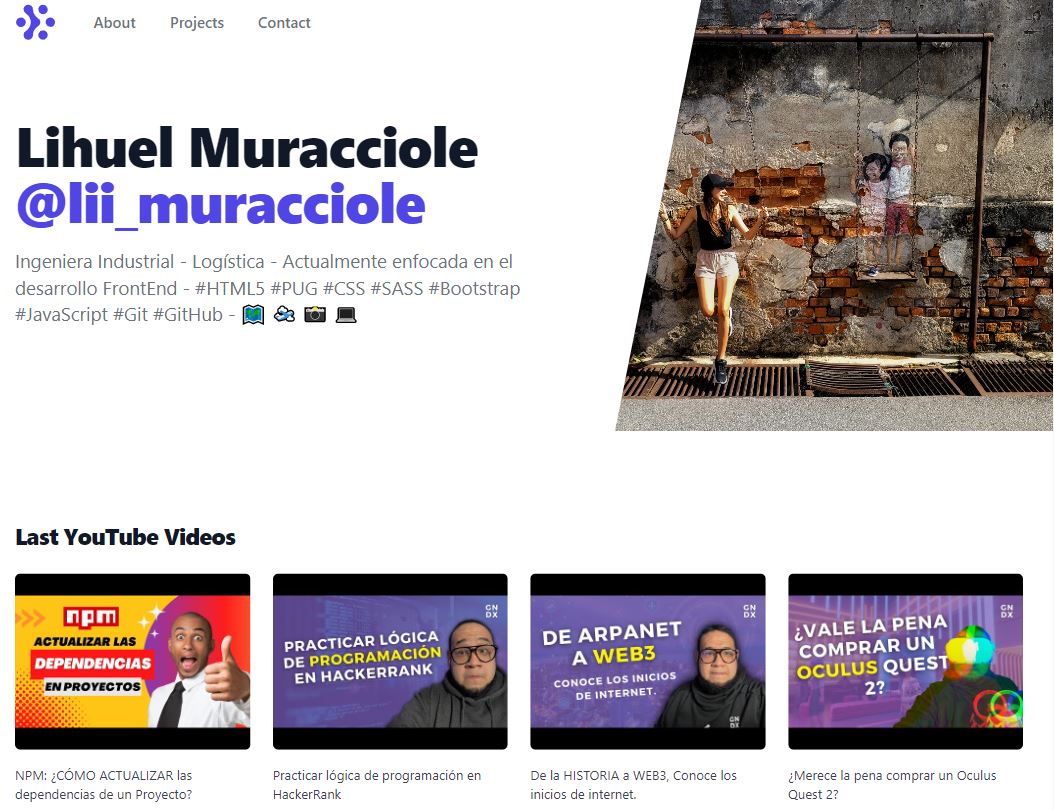 About Projects Contact
Lihuel Muracciole
@lii_muracciole
Ingeniera Industrial - Logística - Actualmente enfocada en el
desarrollo FrontEnd - #HTML5 #PUG #CSS #SASS #Bootstrap
#JavaScript #Git #GitHub -
Last YouTube Videos
npm
ACTUALIZAR LAS
DEPENDENCIAS
EN PROYECTOS
GN
DX
PRACTICAR LÓGICA
DE PROGRAMACIÓN
EN HACKERRANK
GN
DX
DE ARPANET
A WEB3
CONOCE LOS INICIOS
DE INTERNET.
GN
DX
GN
DX
¿VALE LA PENA
COMPRAR UN
OCULUS QUEST
2?
NPM: ¿CÓMO ACTUALIZAR las
dependencias de un Proyecto?
Practicar lógica de programación en
HackerRank
De la HISTORIA a WEB3, Conoce los
inicios de internet.
¿Merece la pena comprar un Oculus
Quest 2?